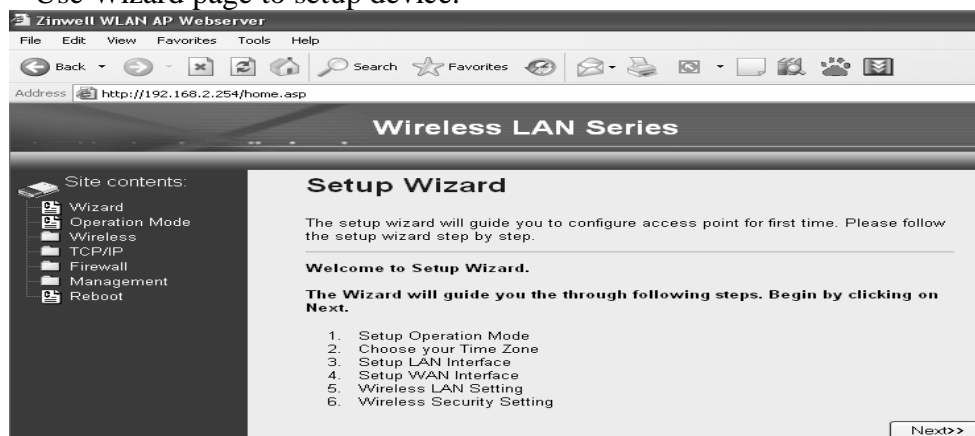 Use Wizard page to setup device.
Zinwell WLAN AP Webserver
File Edit View Favorites Tools Help
Back Search Favorites
Address http://192.168.2.254/home.asp
Wireless LAN Series
Site contents:
Wizard
Operation Mode
Wireless
TCP/IP
Firewall
Management
Reboot
Setup Wizard
The setup wizard will guide you to configure access point for first time. Please follow
the setup wizard step by step.
Welcome to Setup Wizard.
The Wizard will guide you the through following steps. Begin by clicking on
Next.
1. Setup Operation Mode
2. Choose your Time Zone
3. Setup LAN Interface
4. Setup WAN Interface
5. Wireless LAN Setting
6. Wireless Security Setting
Next>>